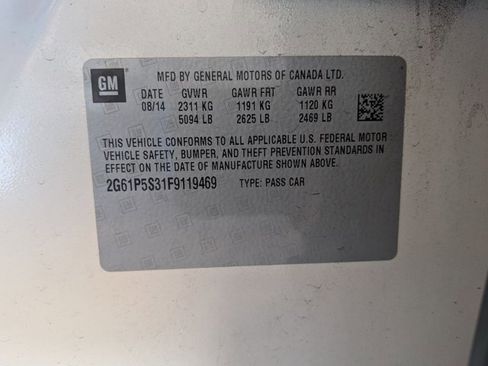 MFD BY GENERAL MOTORS OF CANADA LTD.
GM
DATE GVWR GAWR FRT GAWR RR
08/14 2311 KG 1191 KG 1120 KG
5094 LB 2625 LB 2469 LB
THIS VEHICLE CONFORMS TO ALL APPLICABLE U.S. FEDERAL MOTOR
VEHICLE SAFETY, BUMPER, AND THEFT PREVENTION STANDARDS IN
EFFECT ON THE DATE OF MANUFACTURE SHOWN ABOVE.
2G61P5S31F9119469 TYPE: PASS CAR